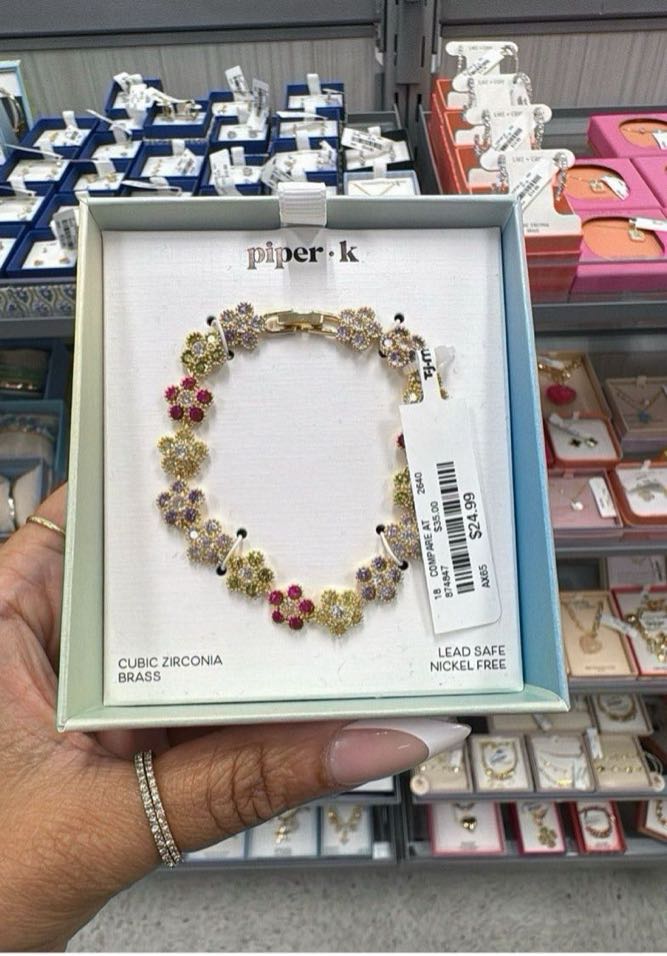 piper·k
TJ-m
18 COMPARE AT 2640
874847 $35.00
$24.99
AX65
CUBIC ZIRCONIA
BRASS
LEAD SAFE
NICKEL FREE